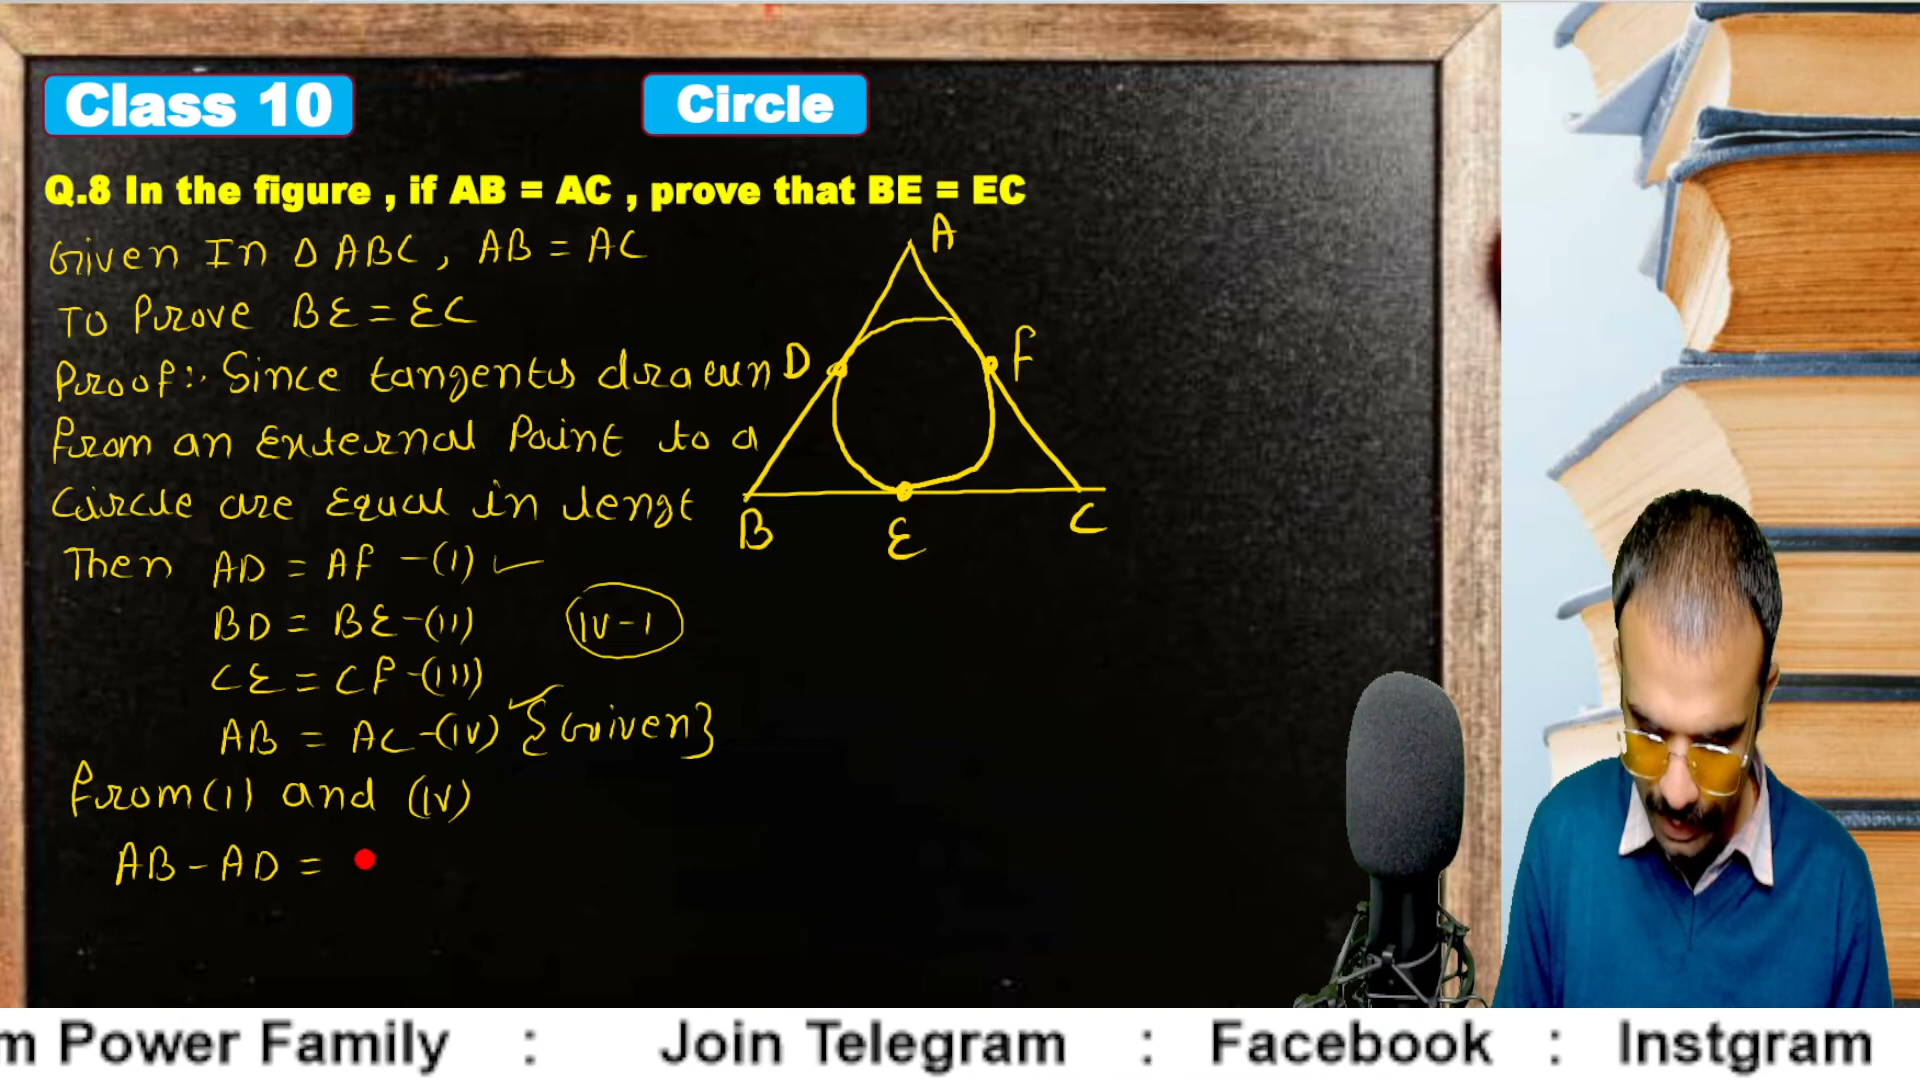 Class 10
Circle
Q.8 In the figure , if AB = AC , prove that BE = EC
Given In Δ ABC, AB = AC
To Prove BE = EC
Proof:- Since tangents drawn
from an External Point to a
Circle are Equal in lengt
Then AD = AF -(I)
BD = BE -(II)
CE = CF -(III)
AB = AC -(IV) {Given}
IV - I
from (I) and (IV)
AB - AD =
A
D
F
B
E
C
m Power Family : Join Telegram : Facebook : Instgram